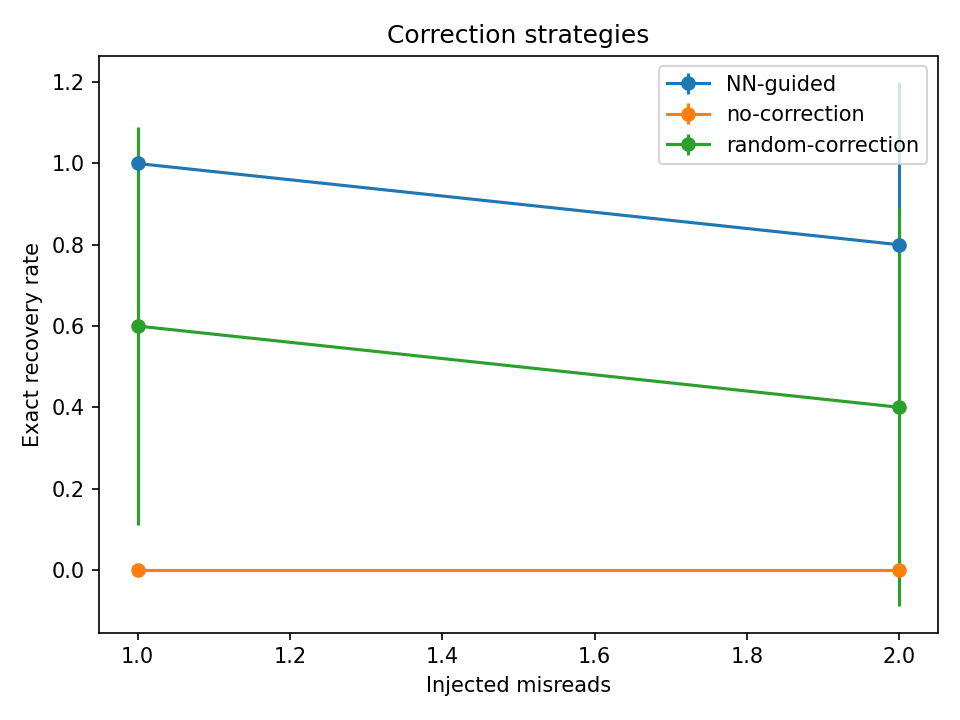 Correction strategies
NN-guided
no-correction
random-correction
Exact recovery rate
1.2
1.0
0.8
0.6
0.4
0.2
0.0
1.0 1.2 1.4 1.6 1.8 2.0
Injected misreads